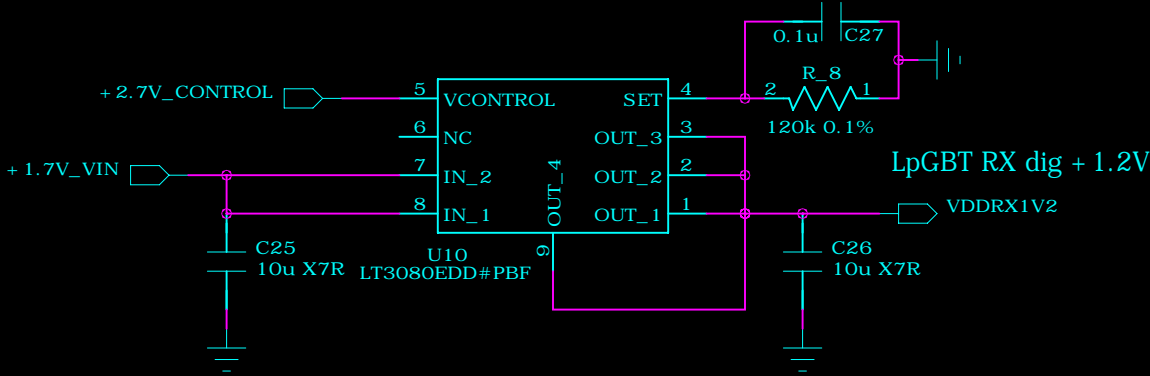 0.1u C27
R_8
2 1
120k 0.1%
+2.7V_CONTROL
5 VCONTROL SET 4
6 NC OUT_3 3
+1.7V_VIN
7 IN_2 OUT_2 2
8 IN_1 OUT_1 1
OUT_4
9
LpGBT RX dig +1.2V
VDDRX1V2
C25
10u X7R
U10
LT3080EDD#PBF
C26
10u X7R